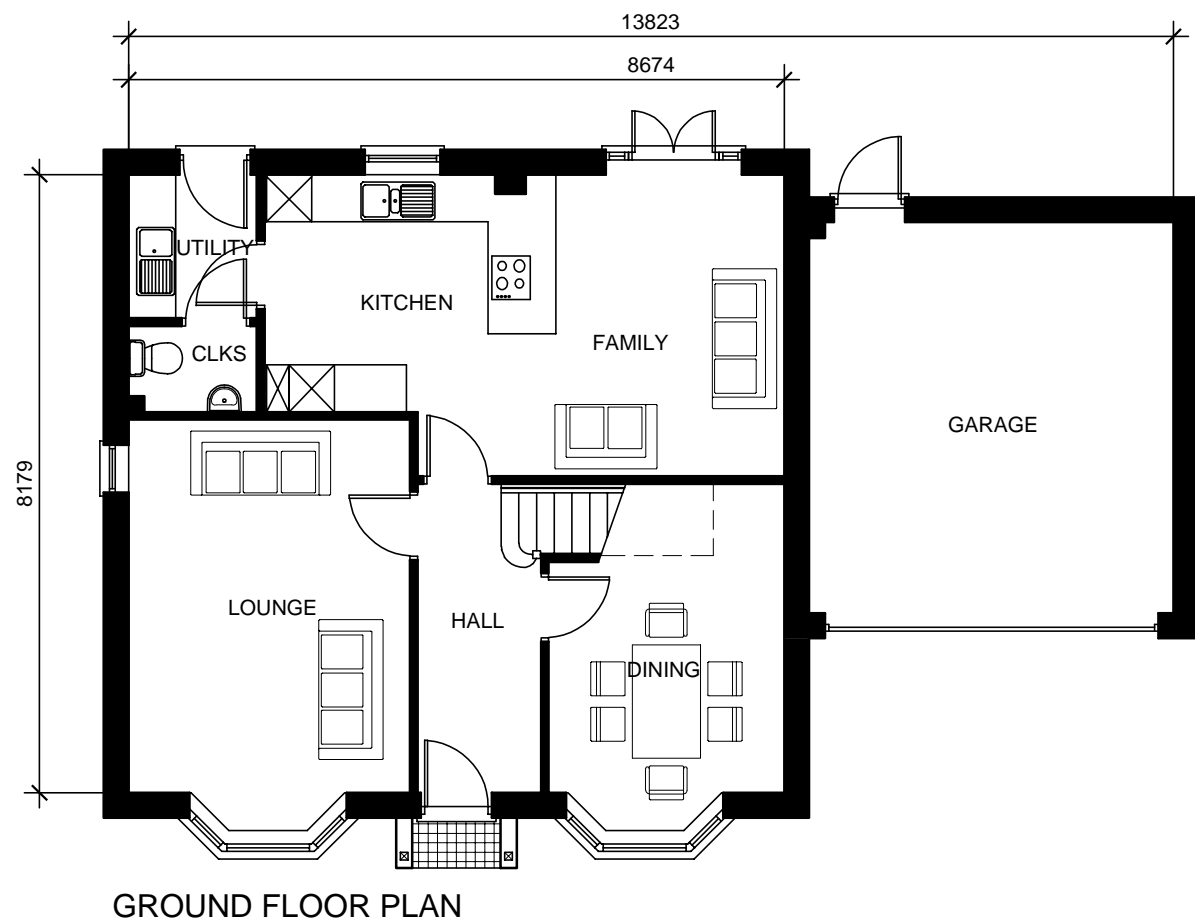 13823
8674
UTILITY
KITCHEN
CLKS
FAMILY
GARAGE
8179
LOUNGE
HALL
DINING
GROUND FLOOR PLAN